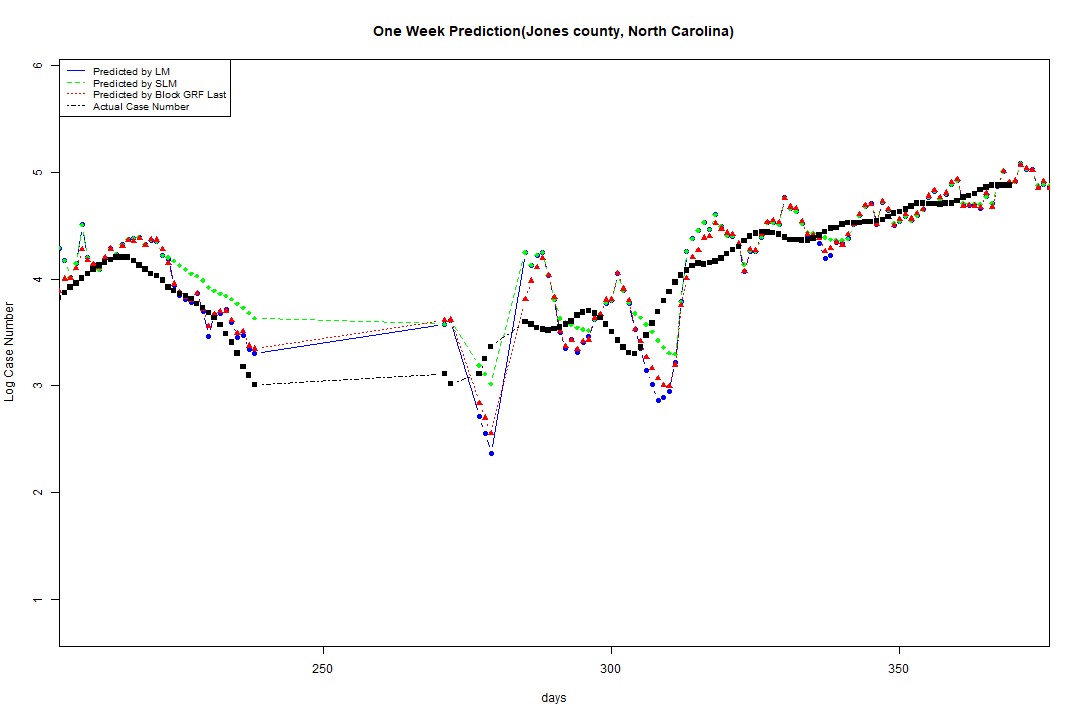 One Week Prediction(Jones county, North Carolina)
Predicted by LM
Predicted by SLM
Predicted by Block GRF Last
Actual Case Number
6
5
4
3
2
1
Log Case Number
250
300
350
days